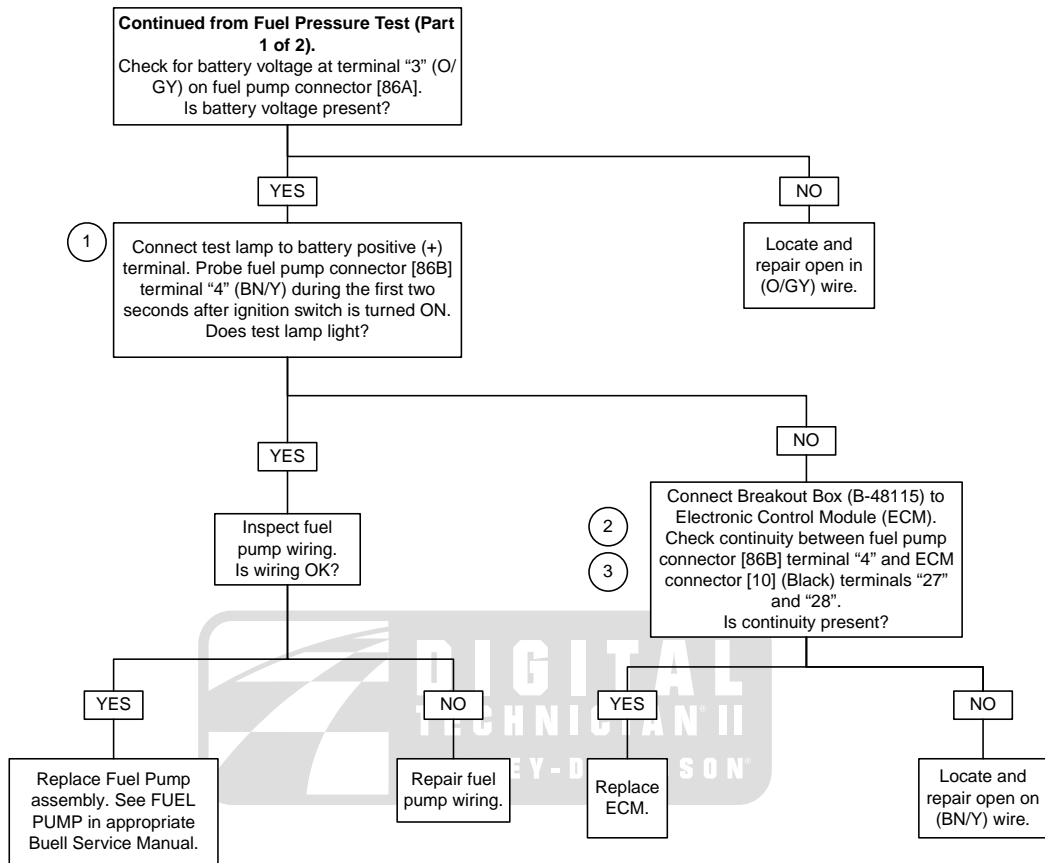 Continued from Fuel Pressure Test (Part
1 of 2).
Check for battery voltage at terminal “3” (O/
GY) on fuel pump connector [86A].
Is battery voltage present?
YES
NO
1
Connect test lamp to battery positive (+)
terminal. Probe fuel pump connector [86B]
terminal “4” (BN/Y) during the first two
seconds after ignition switch is turned ON.
Does test lamp light?
Locate and
repair open in
(O/GY) wire.
YES
NO
Inspect fuel
pump wiring.
Is wiring OK?
2
3
Connect Breakout Box (B-48115) to
Electronic Control Module (ECM).
Check continuity between fuel pump
connector [86B] terminal “4” and ECM
connector [10] (Black) terminals “27”
and “28”.
Is continuity present?
DIGITAL
TECHNICIAN® II
YES
NO
YES
NO
Replace Fuel Pump
assembly. See FUEL
PUMP in appropriate
Buell Service Manual.
Repair fuel
pump wiring.
Replace
ECM.
Locate and
repair open on
(BN/Y) wire.